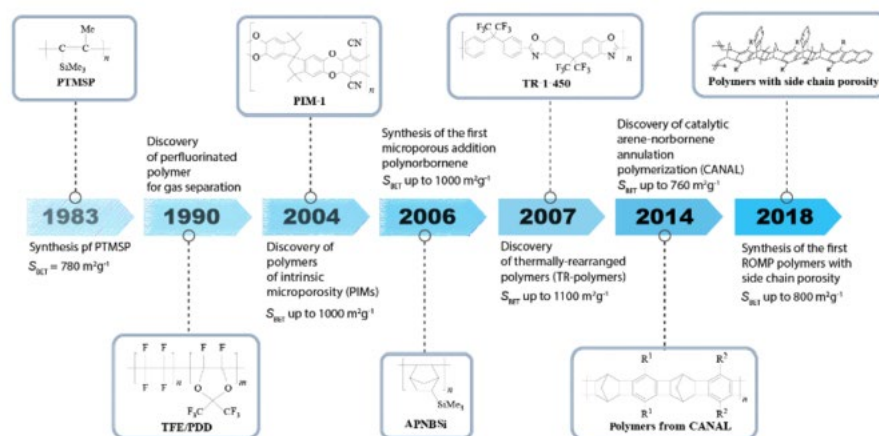 Me
C
C
n
SiMe₃
PTMSP
O
O
CN
O
O
CN
n
PIM-1
F₃C
CF₃
O
N
F₃C
CF₃
N
O
n
TR-1-450
R
R
R
R
n
Polymers with side chain porosity
Discovery
of perfluorinated
polymer
for gas separation
Synthesis of the first
microporous addition
polynorbornene
S_BET up to 1000 m²g⁻¹
Discovery of catalytic
arene-norbornene
annulation
polymerization (CANAL)
S_BET up to 760 m²g⁻¹
1983
1990
2004
2006
2007
2014
2018
Synthesis pf PTMSP
S_BET = 780 m²g⁻¹
Discovery of
polymers
of intrinsic
microporosity (PIMs)
S_BET up to 1000 m²g⁻¹
Discovery
of thermally-rearranged
polymers (TR-polymers)
S_BET up to 1100 m²g⁻¹
Synthesis of the first
ROMP polymers with
side chain porosity
S_BET up to 800 m²g⁻¹
F F F F
F F n O O m
F₃C CF₃
TFE/PDD
n
SiMe₃
APNBSi
R¹ R²
n
R¹ R²
Polymers from CANAL